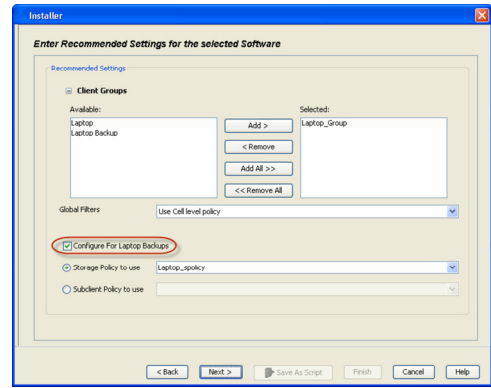 Installer
Enter Recommended Settings for the selected Software
Recommended Settings
Client Groups
Available:
Selected:
Laptop
Laptop Backup
Laptop_Group
Add >
< Remove
Add All >>
<< Remove All
Global Filters
Use Cell level policy
Configure For Laptop Backups
Storage Policy to use
Laptop_spolicy
Subclient Policy to use
< Back
Next >
Save As Script
Finish
Cancel
Help